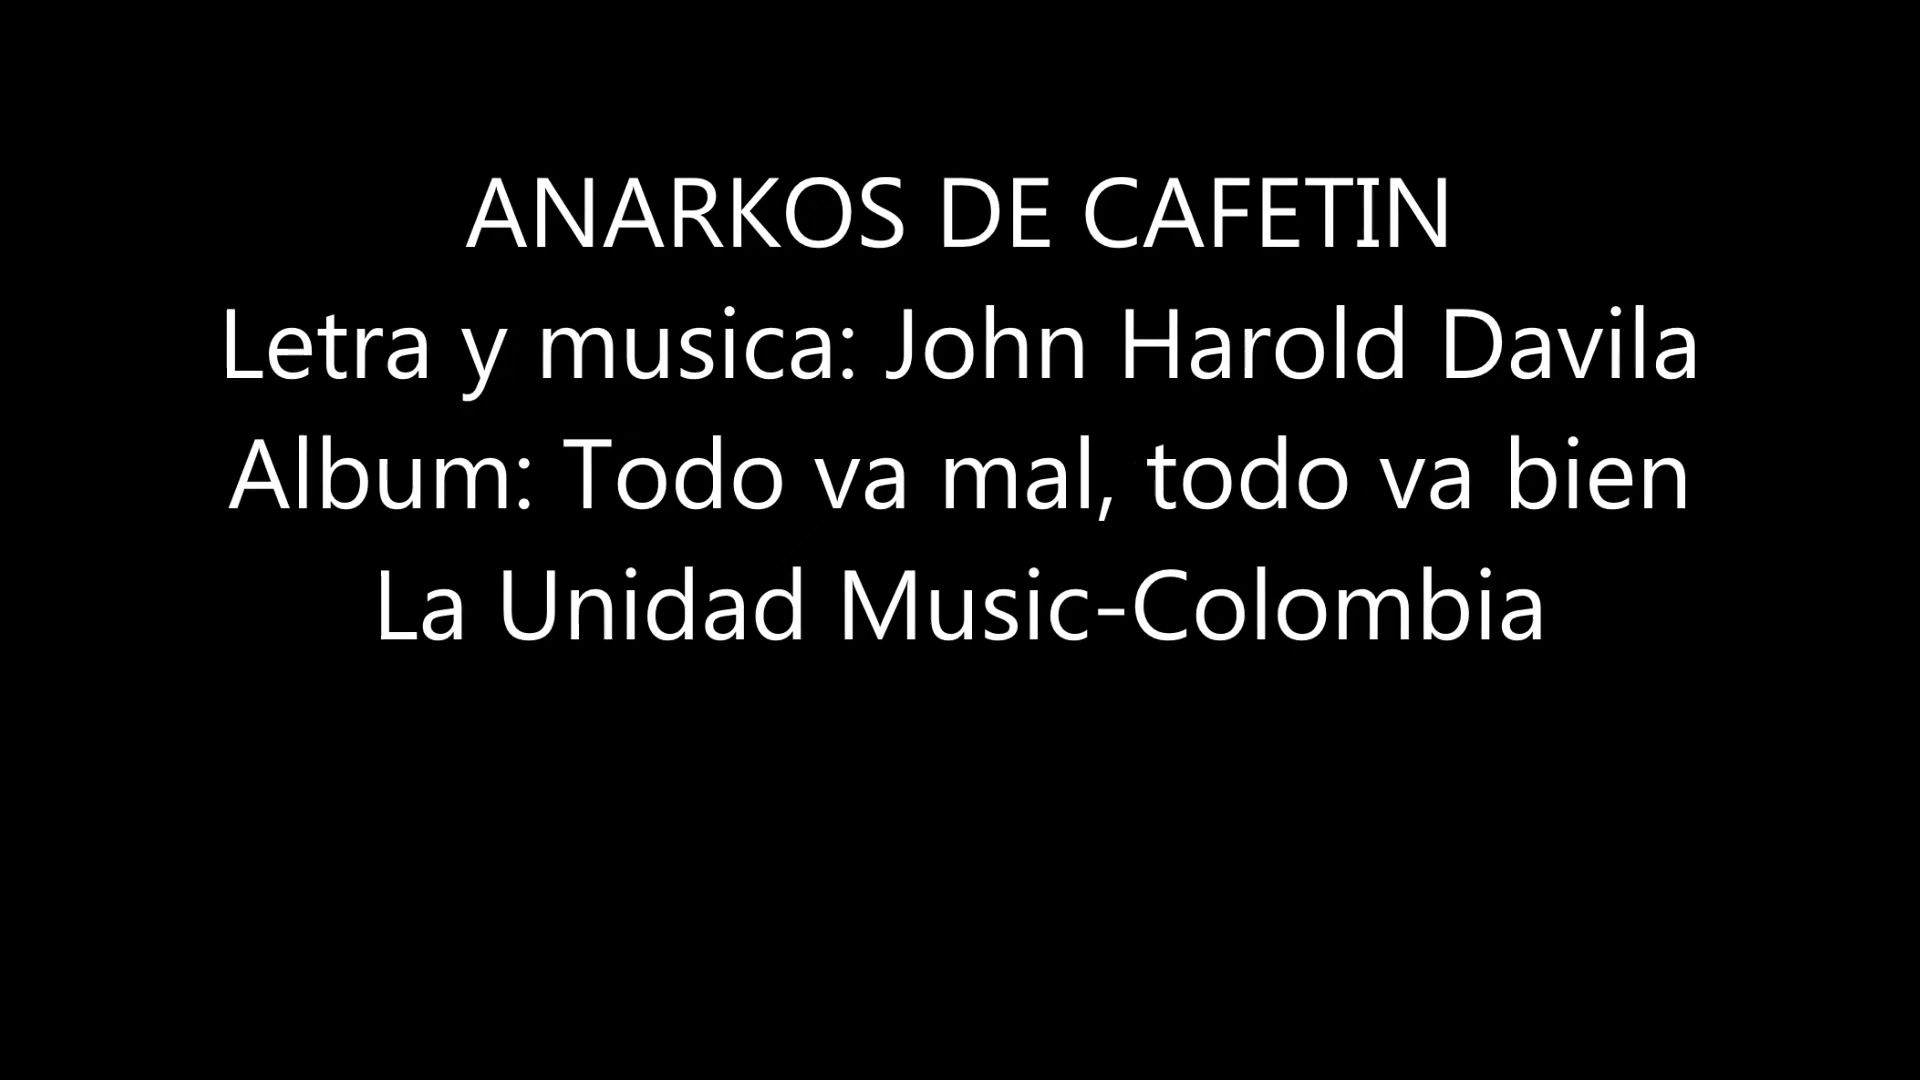 ANARKOS DE CAFETIN
Letra y musica: John Harold Davila
Album: Todo va mal, todo va bien
La Unidad Music-Colombia